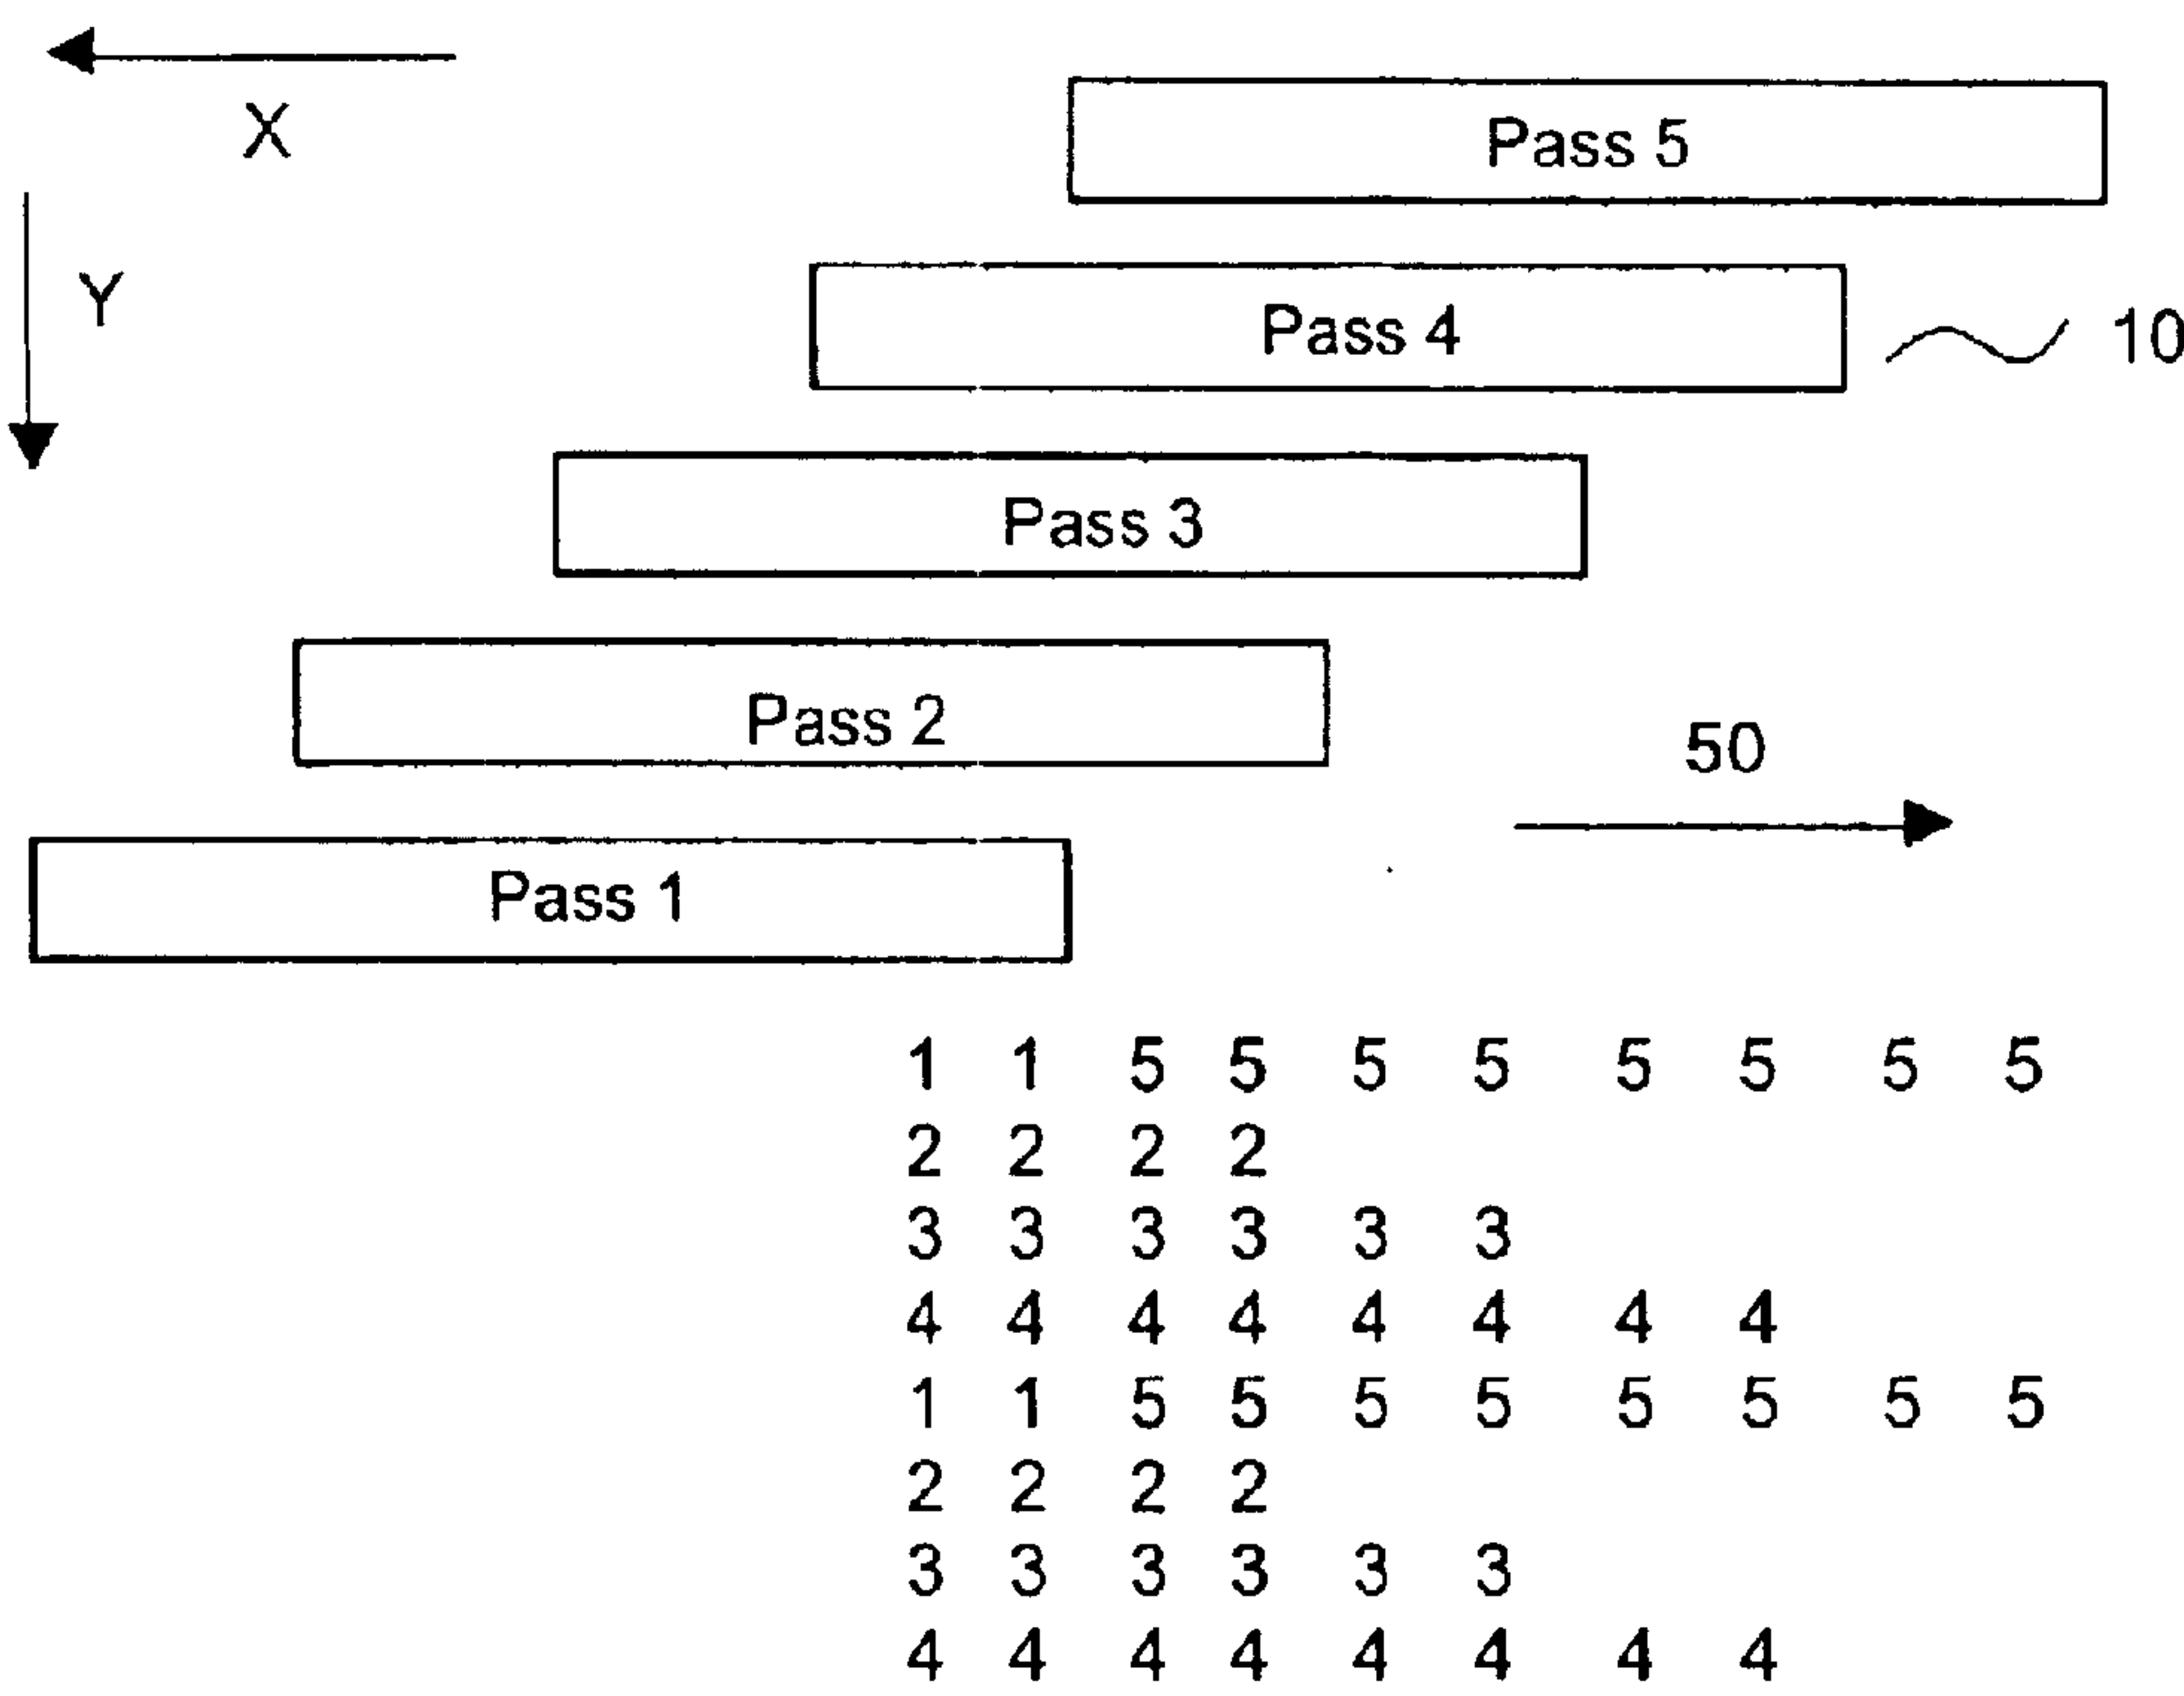 X
Pass 5
Y
Pass 4
10
Pass 3
Pass 2
50
Pass 1
1 1 5 5 5 5 5 5 5 5
2 2 2 2
3 3 3 3 3 3
4 4 4 4 4 4 4 4
1 1 5 5 5 5 5 5 5 5
2 2 2 2
3 3 3 3 3 3
4 4 4 4 4 4 4 4